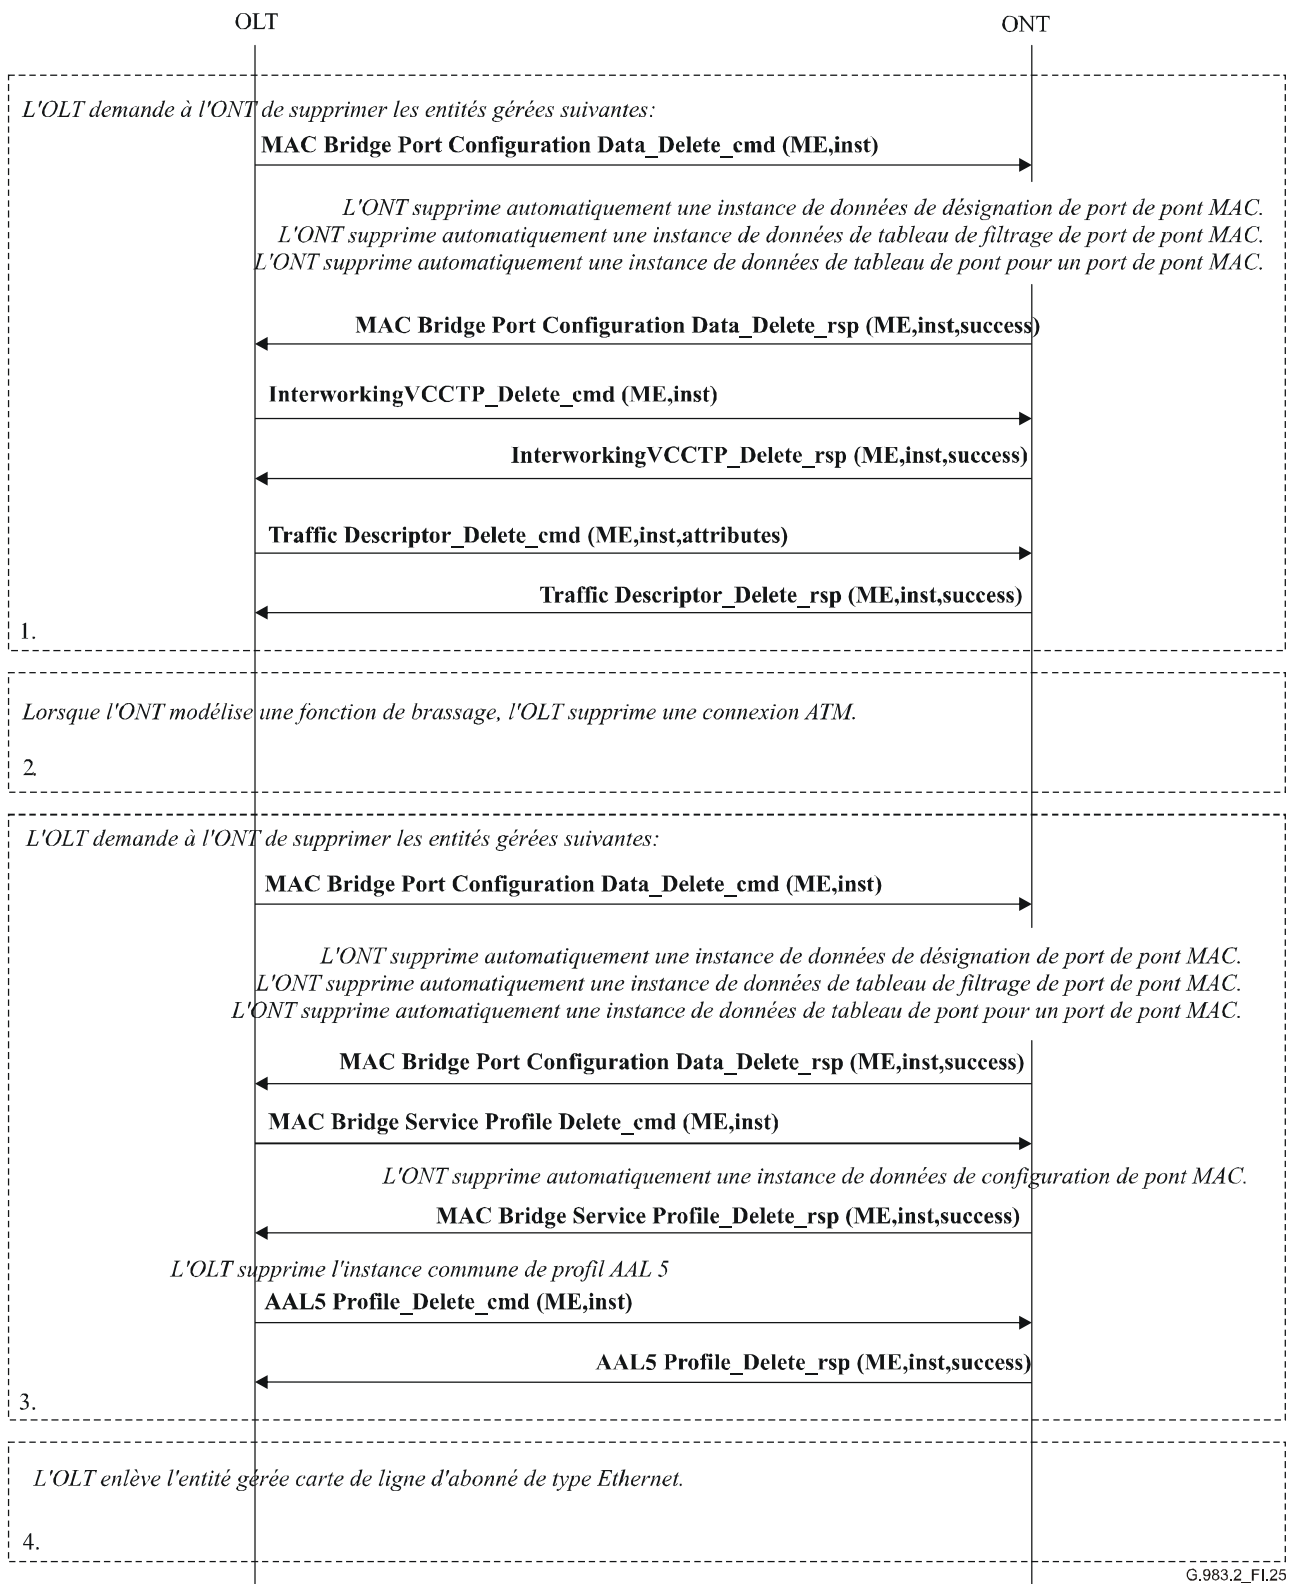 OLT
ONT
L'OLT demande à l'ONT de supprimer les entités gérées suivantes:
MAC Bridge Port Configuration Data_Delete_cmd (ME,inst)
L'ONT supprime automatiquement une instance de données de désignation de port de pont MAC.
L'ONT supprime automatiquement une instance de données de tableau de filtrage de port de pont MAC.
L'ONT supprime automatiquement une instance de données de tableau de pont pour un port de pont MAC.
MAC Bridge Port Configuration Data_Delete_rsp (ME,inst,success)
InterworkingVCCTP_Delete_cmd (ME,inst)
InterworkingVCCTP_Delete_rsp (ME,inst,success)
Traffic Descriptor_Delete_cmd (ME,inst,attributes)
Traffic Descriptor_Delete_rsp (ME,inst,success)
1.
Lorsque l'ONT modélise une fonction de brassage, l'OLT supprime une connexion ATM.
2.
L'OLT demande à l'ONT de supprimer les entités gérées suivantes:
MAC Bridge Port Configuration Data_Delete_cmd (ME,inst)
L'ONT supprime automatiquement une instance de données de désignation de port de pont MAC.
L'ONT supprime automatiquement une instance de données de tableau de filtrage de port de pont MAC.
L'ONT supprime automatiquement une instance de données de tableau de pont pour un port de pont MAC.
MAC Bridge Port Configuration Data_Delete_rsp (ME,inst,success)
MAC Bridge Service Profile Delete_cmd (ME,inst)
L'ONT supprime automatiquement une instance de données de configuration de pont MAC.
MAC Bridge Service Profile_Delete_rsp (ME,inst,success)
L'OLT supprime l'instance commune de profil AAL 5
AAL5 Profile_Delete_cmd (ME,inst)
AAL5 Profile_Delete_rsp (ME,inst,success)
3.
L'OLT enlève l'entité gérée carte de ligne d'abonné de type Ethernet.
4.
G.983.2_FI.25